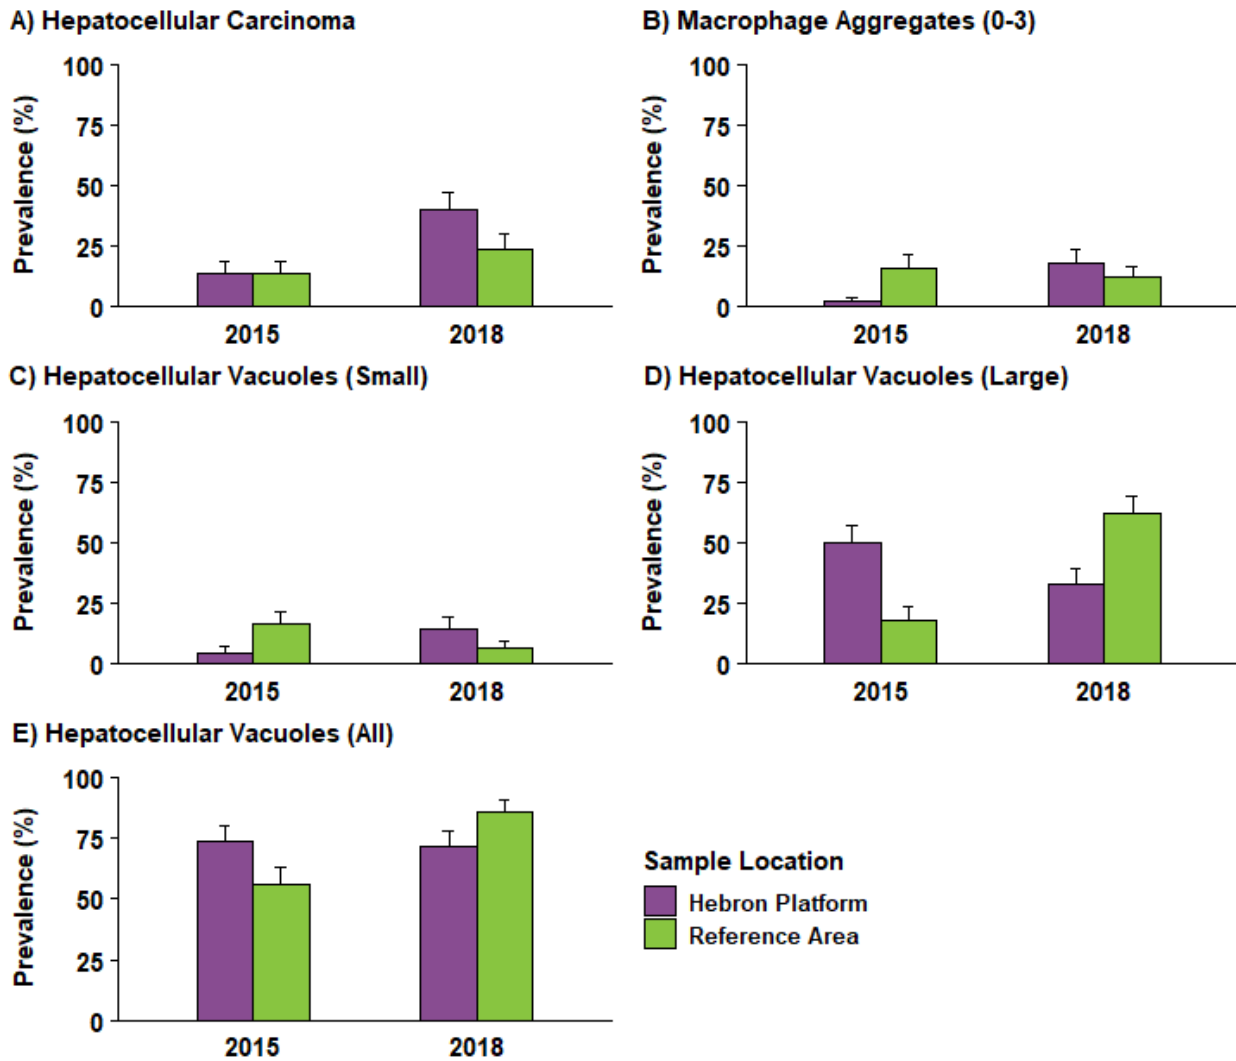 A) Hepatocellular Carcinoma
Prevalence (%)
100
75
50
25
0
2015 2018
B) Macrophage Aggregates (0-3)
Prevalence (%)
100
75
50
25
0
2015 2018
C) Hepatocellular Vacuoles (Small)
Prevalence (%)
100
75
50
25
0
2015 2018
D) Hepatocellular Vacuoles (Large)
Prevalence (%)
100
75
50
25
0
2015 2018
E) Hepatocellular Vacuoles (All)
Prevalence (%)
100
75
50
25
0
2015 2018
Sample Location
Hebron Platform
Reference Area